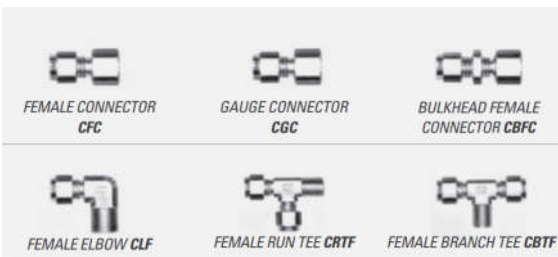 FEMALE CONNECTOR
CFC
GAUGE CONNECTOR
CGC
BULKHEAD FEMALE
CONNECTOR CBFC
FEMALE ELBOW CLF
FEMALE RUN TEE CRTF
FEMALE BRANCH TEE CBTF